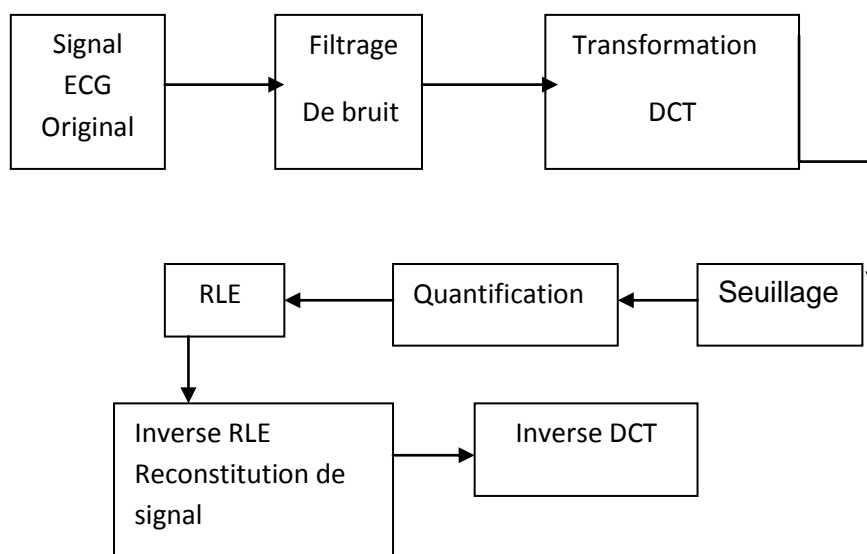 Signal
ECG
Original
Filtrage
De bruit
Transformation
DCT
RLE
Quantification
Seuillage
Inverse RLE
Reconstitution de
signal
Inverse DCT